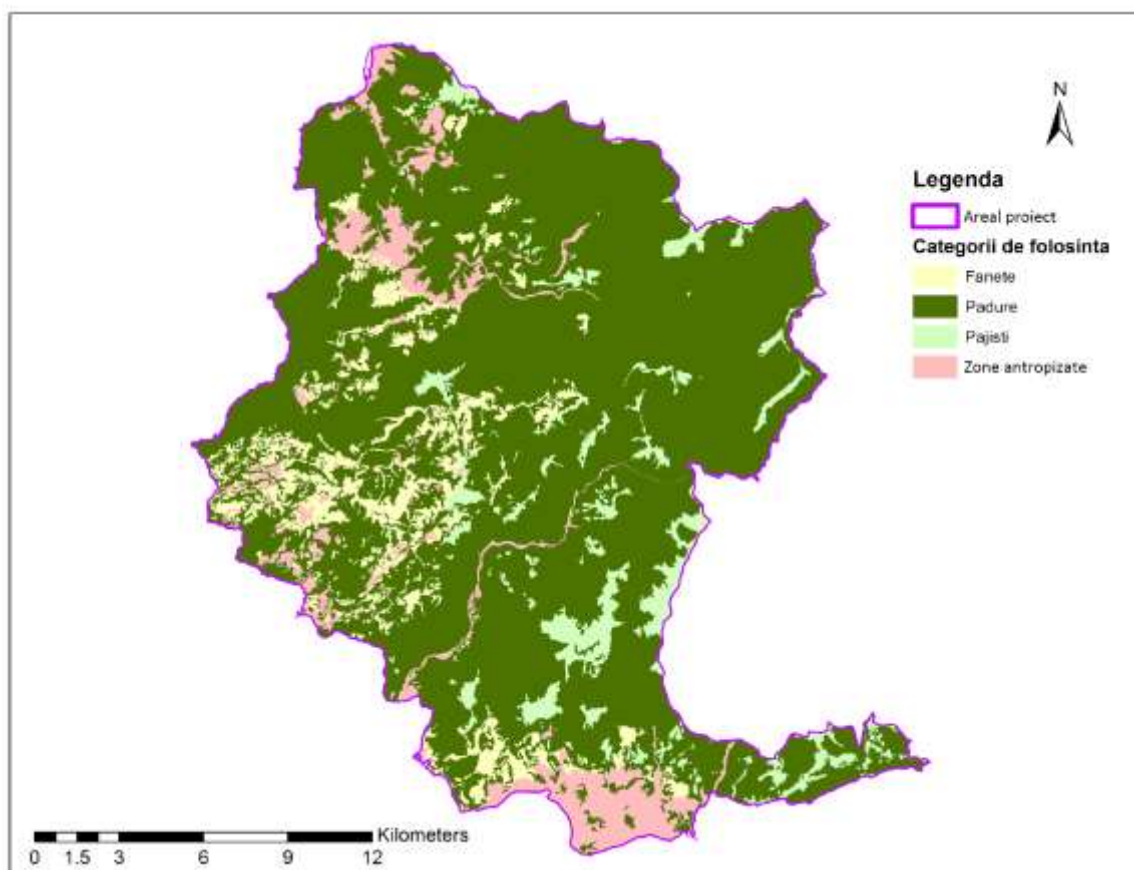 N
Legenda
Areal proiect
Categorii de folosinta
Fanete
Padure
Pajisti
Zone antropizate
Kilometers
0 1.5 3 6 9 12